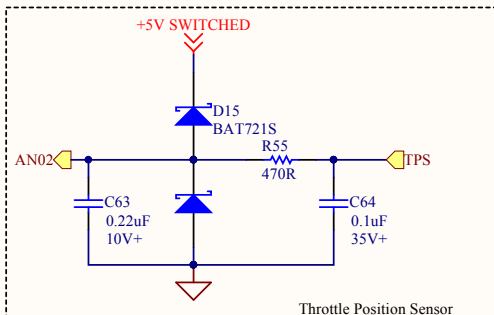 +5V SWITCHED
D15
BAT721S
R55
AN02
TPS
470R
C63
0.22uF
10V+
C64
0.1uF
35V+
Throttle Position Sensor